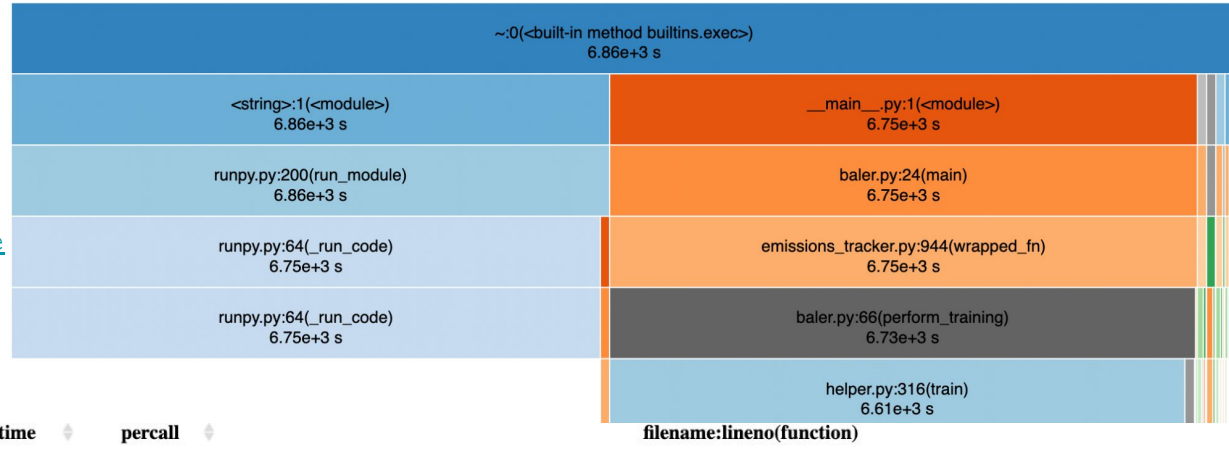 ~:0(<built-in method builtins.exec>)
6.86e+3 s
<string>:1(<module>)
6.86e+3 s
__main__.py:1(<module>)
6.75e+3 s
runpy.py:200(run_module)
6.86e+3 s
baler.py:24(main)
6.75e+3 s
runpy.py:64(_run_code)
6.75e+3 s
emissions_tracker.py:944(wrapped_fn)
6.75e+3 s
runpy.py:64(_run_code)
6.75e+3 s
baler.py:66(perform_training)
6.73e+3 s
helper.py:316(train)
6.61e+3 s
time percall filename:lineno(function)